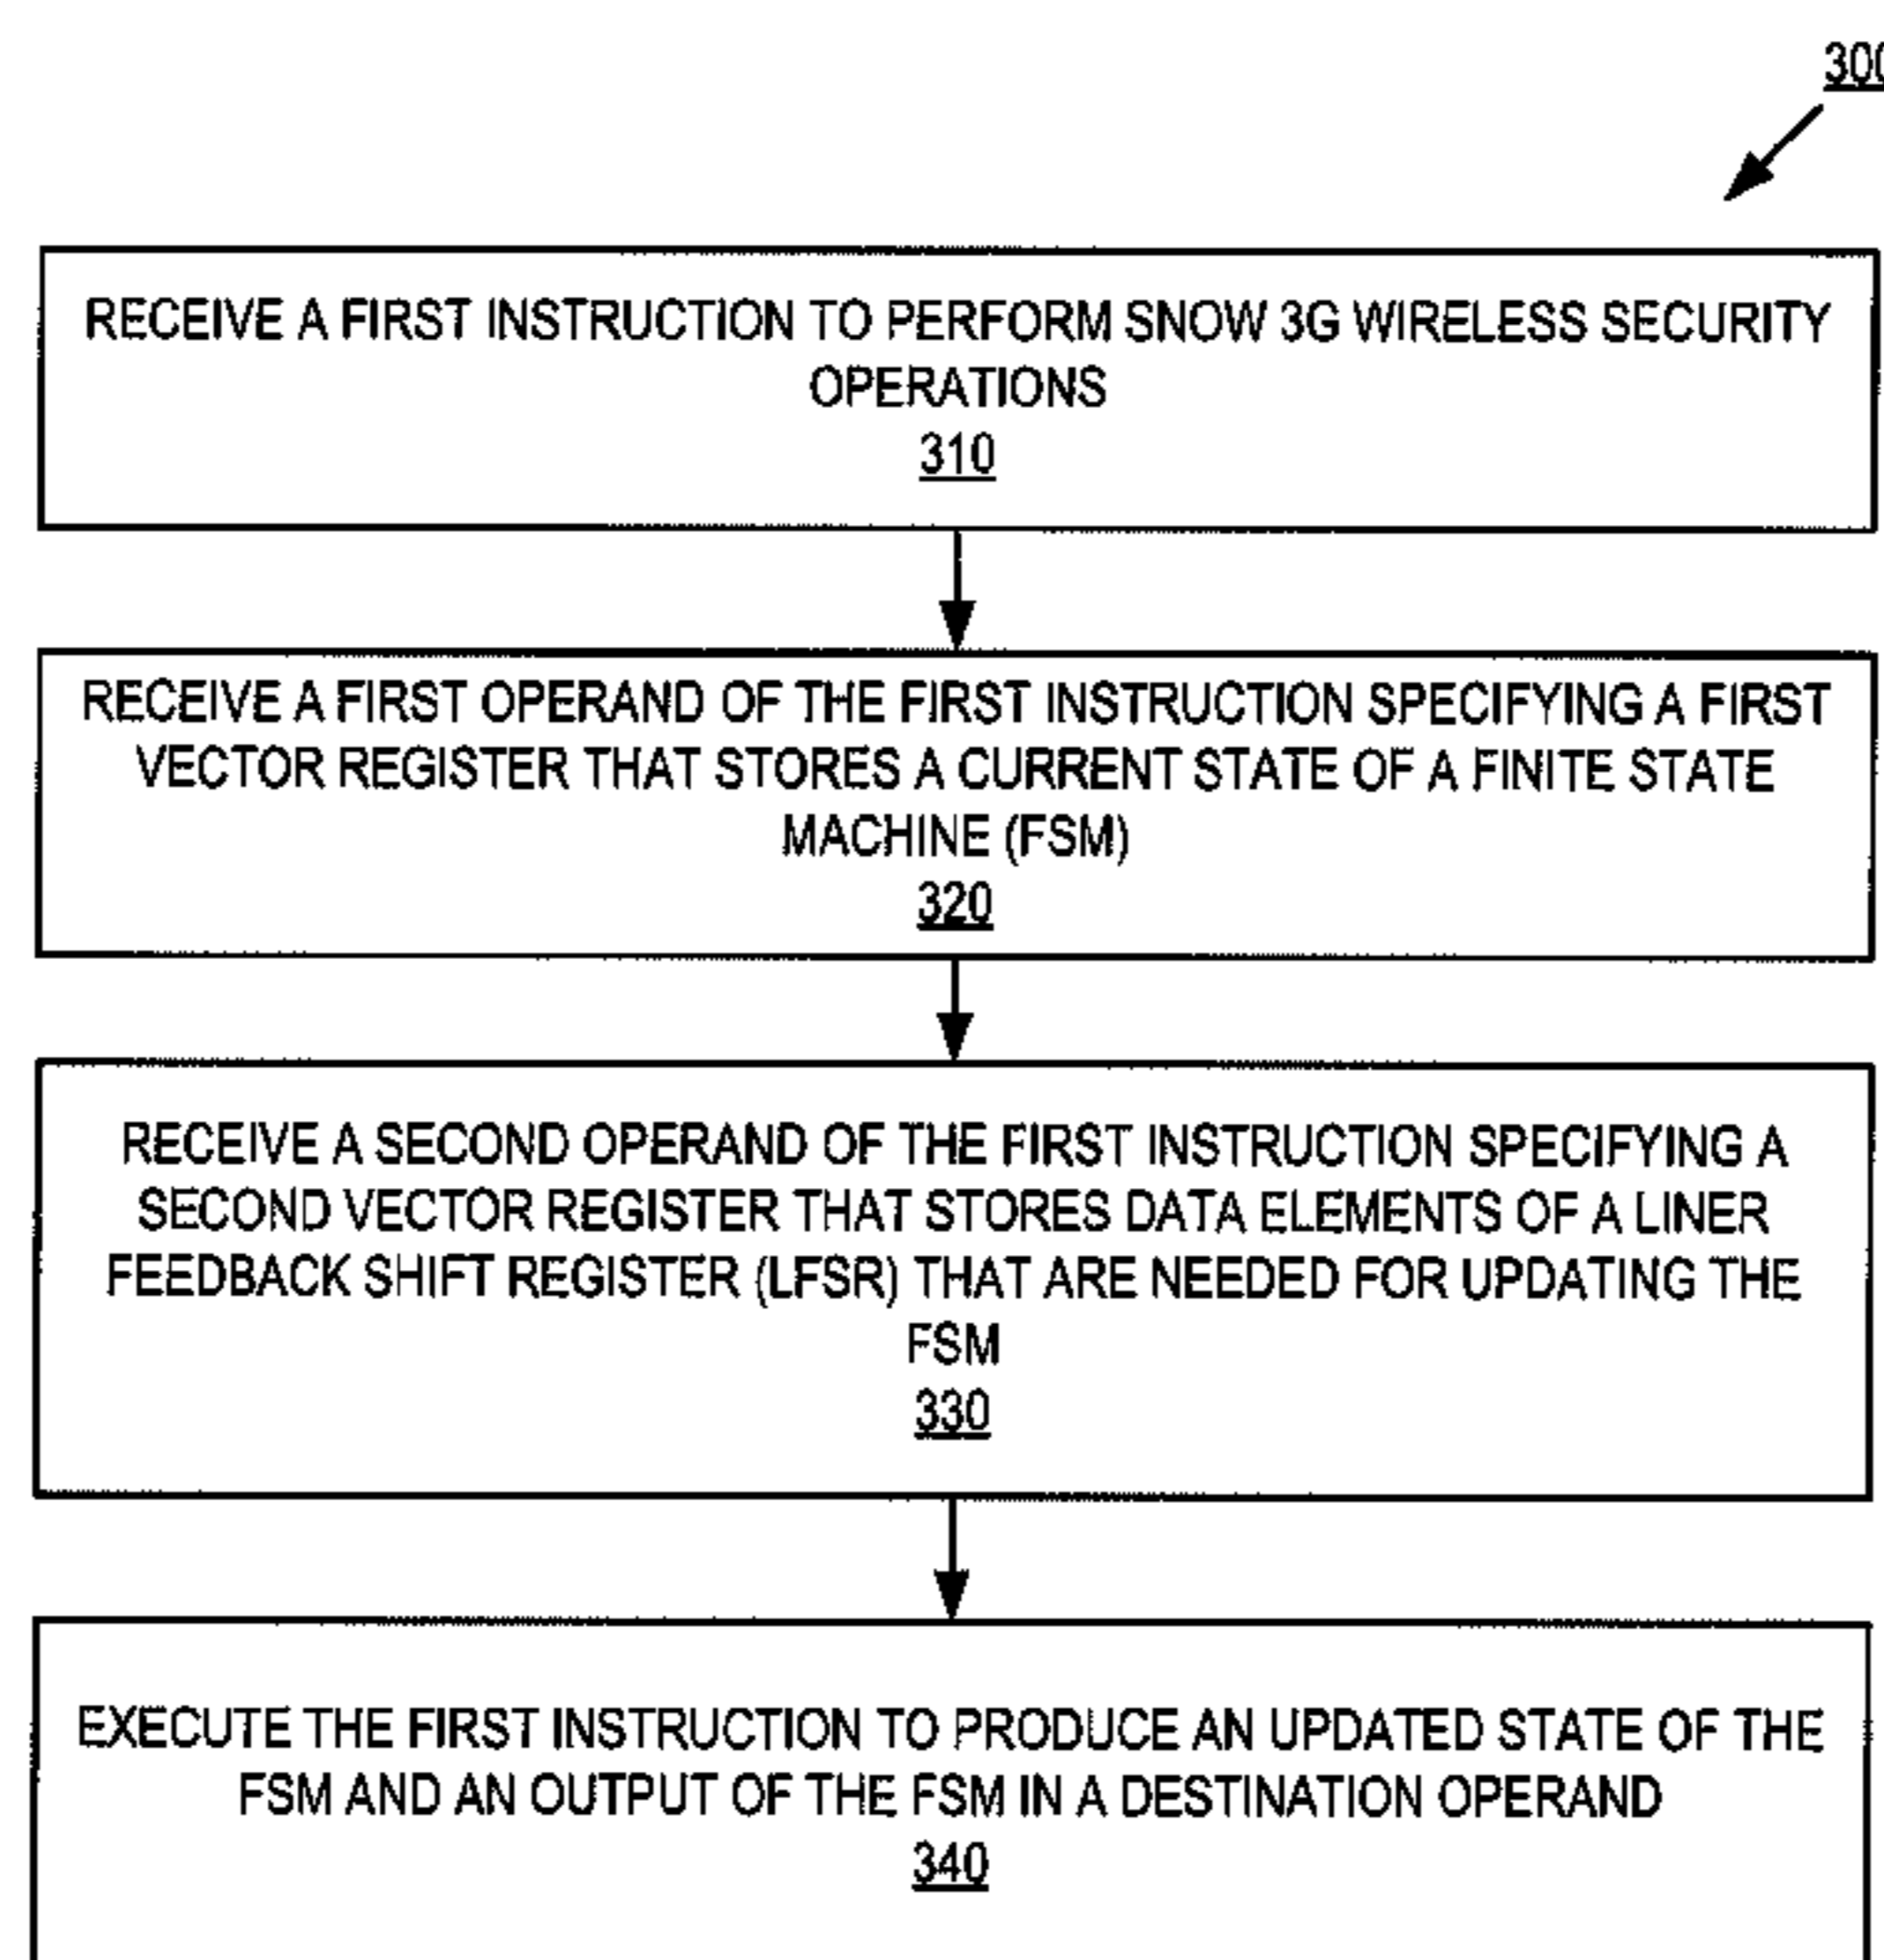 300
RECEIVE A FIRST INSTRUCTION TO PERFORM SNOW 3G WIRELESS SECURITY
OPERATIONS
310
RECEIVE A FIRST OPERAND OF THE FIRST INSTRUCTION SPECIFYING A FIRST
VECTOR REGISTER THAT STORES A CURRENT STATE OF A FINITE STATE
MACHINE (FSM)
320
RECEIVE A SECOND OPERAND OF THE FIRST INSTRUCTION SPECIFYING A
SECOND VECTOR REGISTER THAT STORES DATA ELEMENTS OF A LINER
FEEDBACK SHIFT REGISTER (LFSR) THAT ARE NEEDED FOR UPDATING THE
FSM
330
EXECUTE THE FIRST INSTRUCTION TO PRODUCE AN UPDATED STATE OF THE
FSM AND AN OUTPUT OF THE FSM IN A DESTINATION OPERAND
340